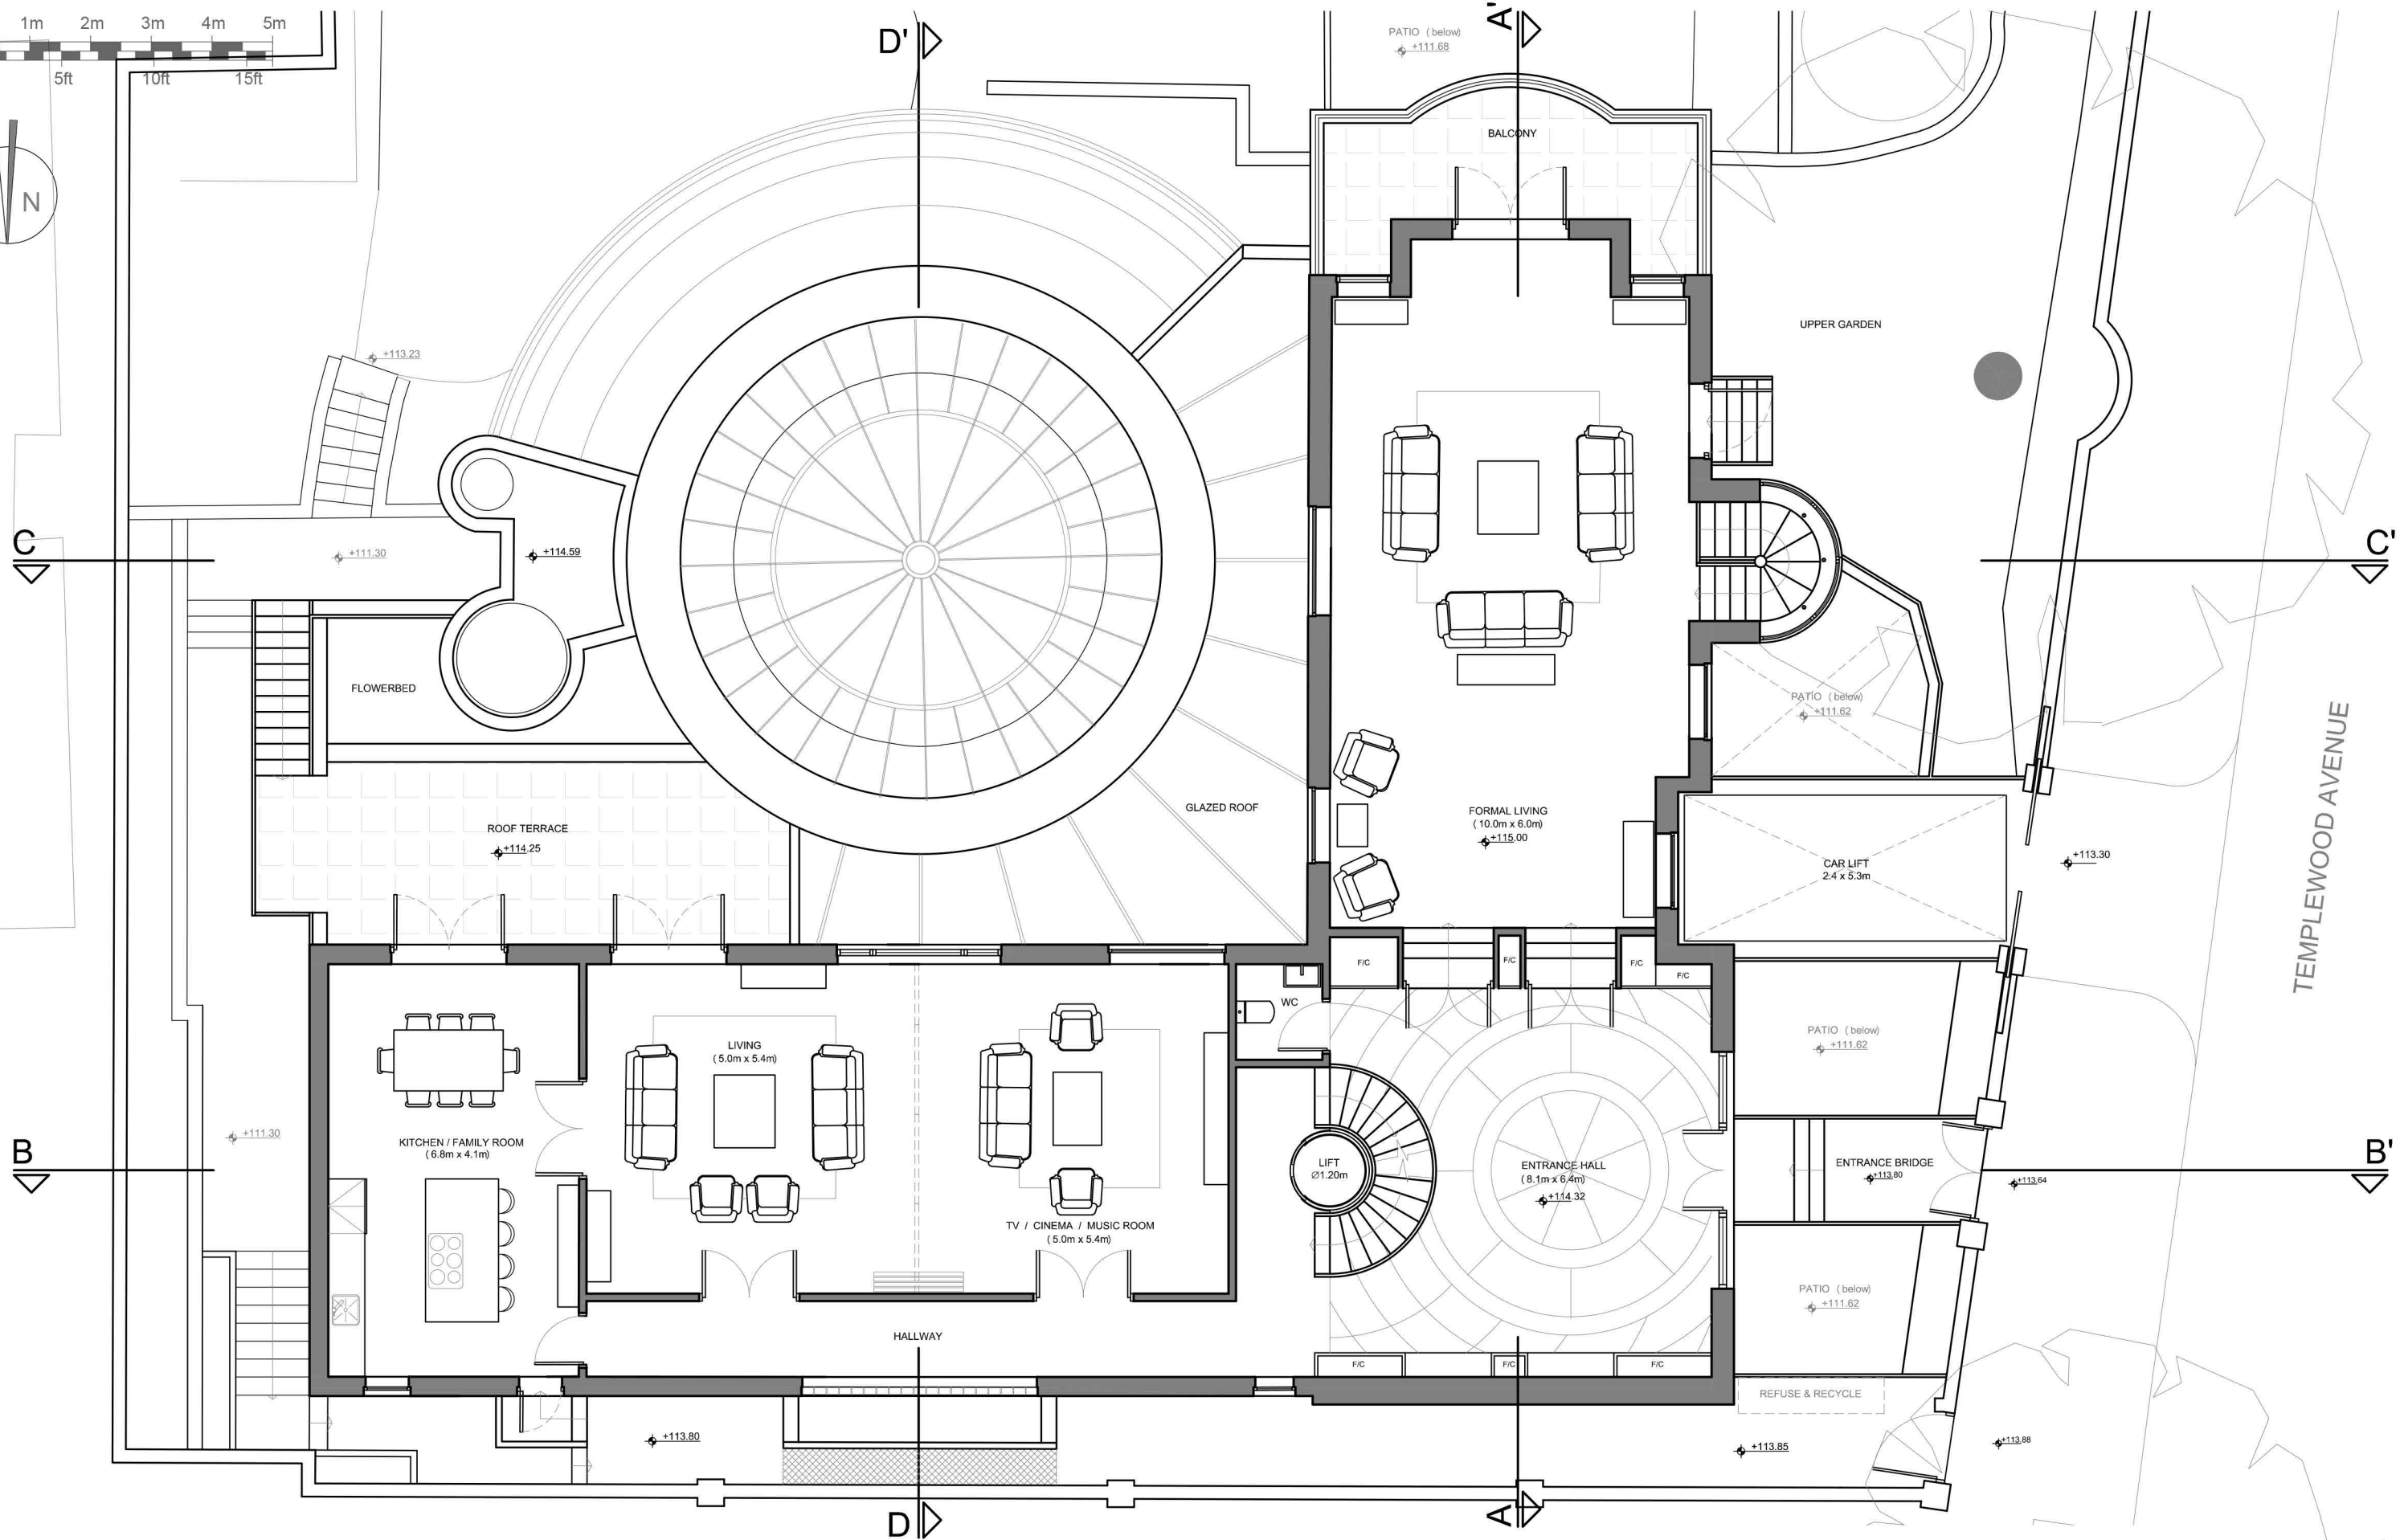 1m 2m 3m 4m 5m
5ft 10ft 15ft
N
D'
A'
PATIO (below)
+111.68
BALCONY
UPPER GARDEN
+113.23
C
C'
+111.30
+114.59
FLOWERBED
PATIO (below)
+111.62
TEMPLEWOOD AVENUE
GLAZED ROOF
ROOF TERRACE
+114.25
FORMAL LIVING
(10.0m x 6.0m)
+115.00
CAR LIFT
2.4 x 5.3m
+113.30
F/C
F/C
F/C
F/C
WC
LIVING
(5.0m x 5.4m)
PATIO (below)
+111.62
+111.30
KITCHEN / FAMILY ROOM
(6.8m x 4.1m)
B
B'
LIFT
Ø1.20m
ENTRANCE HALL
(8.1m x 6.4m)
+114.32
ENTRANCE BRIDGE
+113.80
+113.64
TV / CINEMA / MUSIC ROOM
(5.0m x 5.4m)
PATIO (below)
+111.62
HALLWAY
F/C
F/C
F/C
REFUSE & RECYCLE
+113.80
+113.85
+113.88
D
A